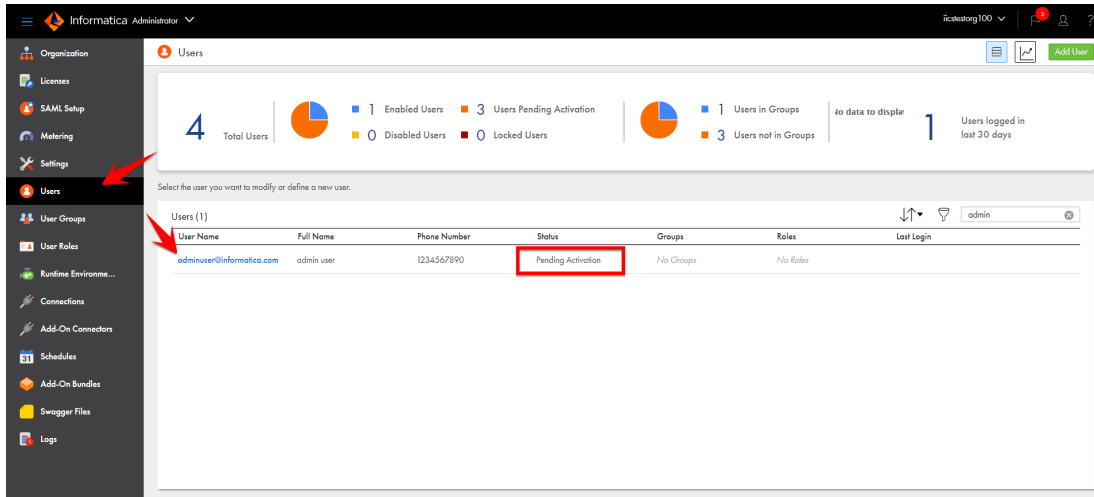 Informatica Administrator
iicstestorg100
2
?
Organization
Licenses
SAML Setup
Metering
Settings
Users
User Groups
User Roles
Runtime Environme...
Connections
Add-On Connectors
31 Schedules
Add-On Bundles
Swagger Files
Logs
Users
Add User
4 Total Users
1 Enabled Users
3 Users Pending Activation
0 Disabled Users
0 Locked Users
1 Users in Groups
3 Users not in Groups
data to display
1 Users logged in
last 30 days
Select the user you want to modify or define a new user.
Users (1)
admin
User Name Full Name Phone Number Status Groups Roles Last Login
adminuser@informatica.com admin user 1234567890 Pending Activation No Groups No Roles